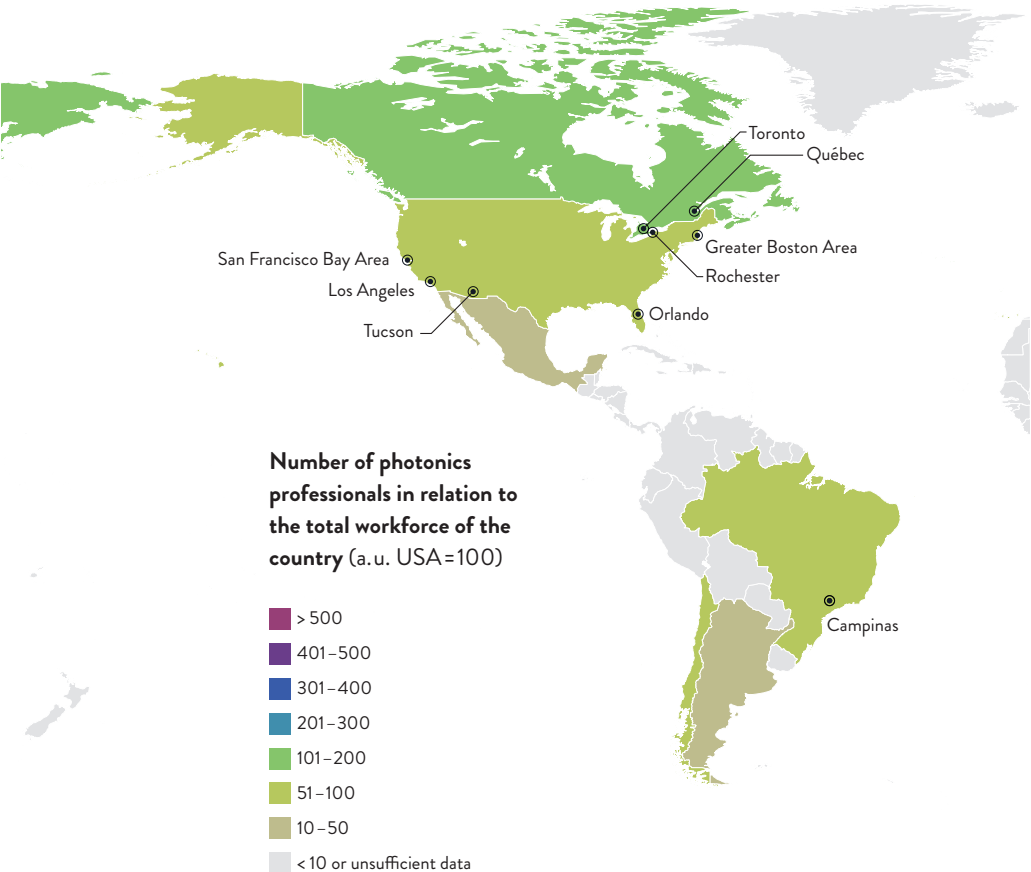 Toronto
Québec
San Francisco Bay Area
Greater Boston Area
Rochester
Los Angeles
Orlando
Tucson
Number of photonics
professionals in relation to
the total workforce of the
country (a.u. USA=100)
> 500
401–500
301–400
201–300
101–200
51–100
10–50
< 10 or unsufficient data
Campinas